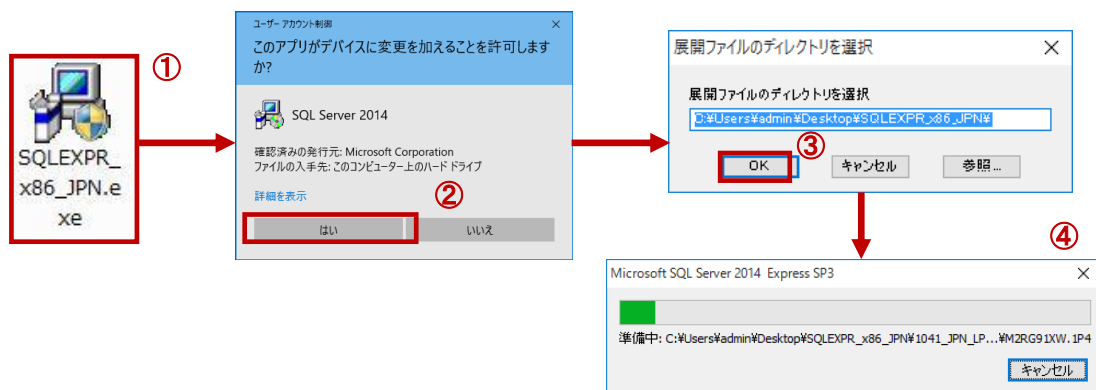 ①
SQLEXPR_
x86_JPN.e
xe
ユーザー アカウント制御
このアプリがデバイスに変更を加えることを許可します
か?
SQL Server 2014
確認済みの発行元: Microsoft Corporation
ファイルの入手先: このコンピューター上のハード ドライブ
詳細を表示
②
はい
いいえ
展開ファイルのディレクトリを選択
展開ファイルのディレクトリを選択
C:¥Users¥admin¥Desktop¥SQLEXPR_x86_JPN¥
③
OK
キャンセル
参照...
④
Microsoft SQL Server 2014 Express SP3
準備中: C:¥Users¥admin¥Desktop¥SQLEXPR_x86_JPN¥1041_JPN_LP...¥M2RG91XW.1P4
キャンセル